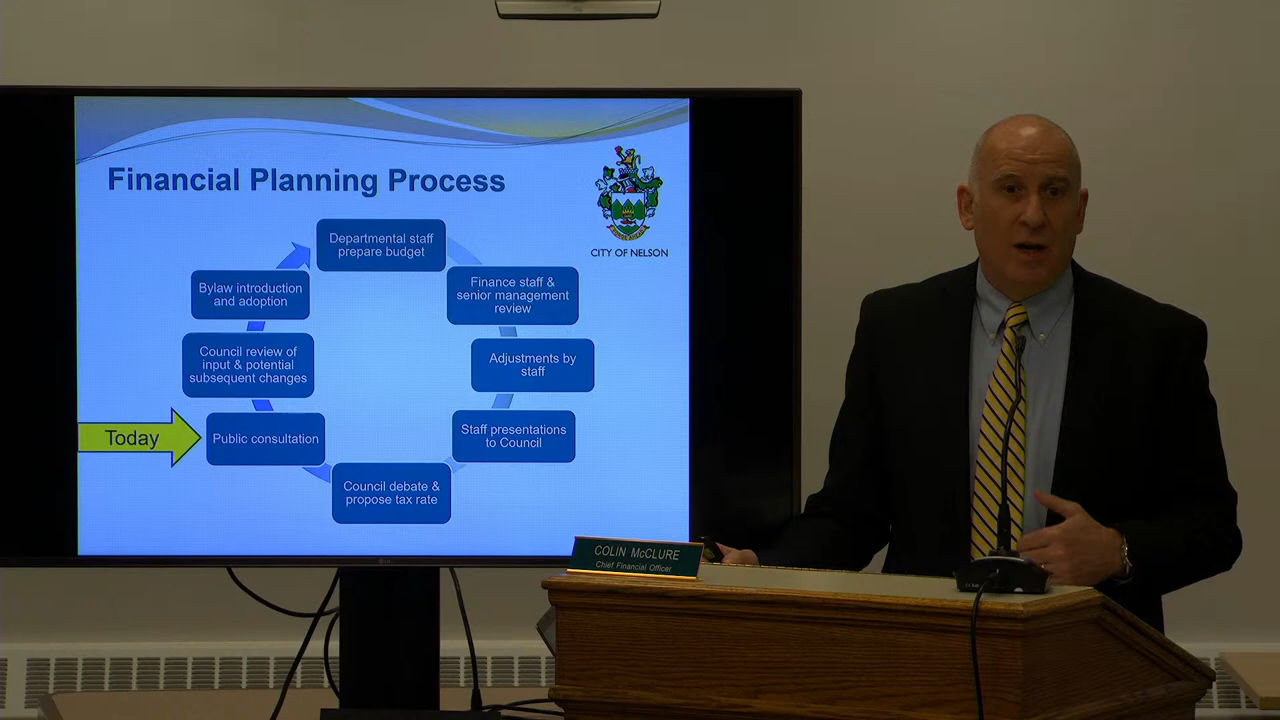 Financial Planning Process
CITY OF NELSON
Departmental staff
prepare budget
Finance staff &
senior management
review
Adjustments by
staff
Staff presentations
to Council
Council debate &
propose tax rate
Public consultation
Today
Council review of
input & potential
subsequent changes
Bylaw introduction
and adoption
COLIN McCLURE
Chief Financial Officer